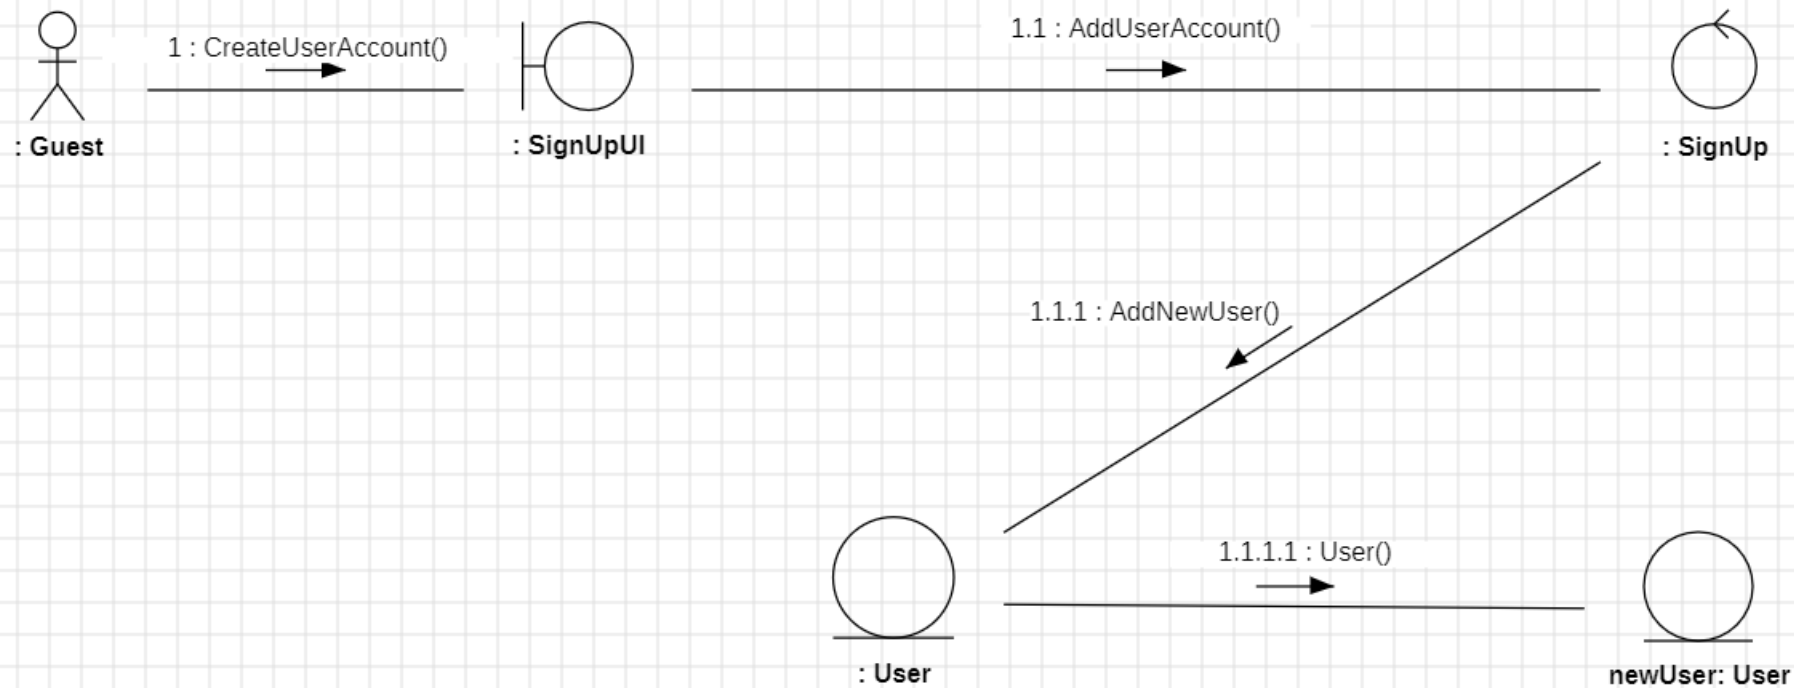 1 : CreateUserAccount()
1.1 : AddUserAccount()
: Guest
: SignUpUI
: SignUp
1.1.1 : AddNewUser()
1.1.1.1 : User()
: User
newUser: User